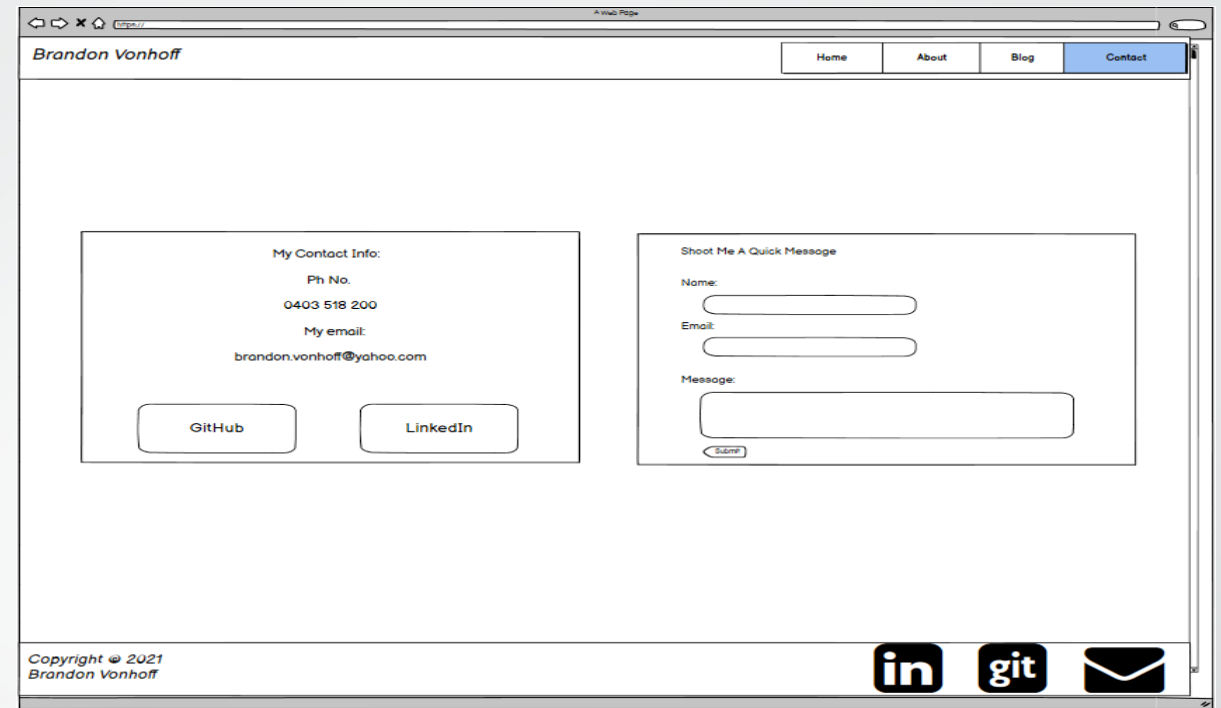 A Web Page
https://
Brandon Vonhoff
Home About Blog Contact
My Contact Info:
Ph No.
0403 518 200
My email:
brandon.vonhoff@yahoo.com
GitHub LinkedIn
Shoot Me A Quick Message
Name:
Email:
Message:
Submit
Copyright @ 2021
Brandon Vonhoff
in git